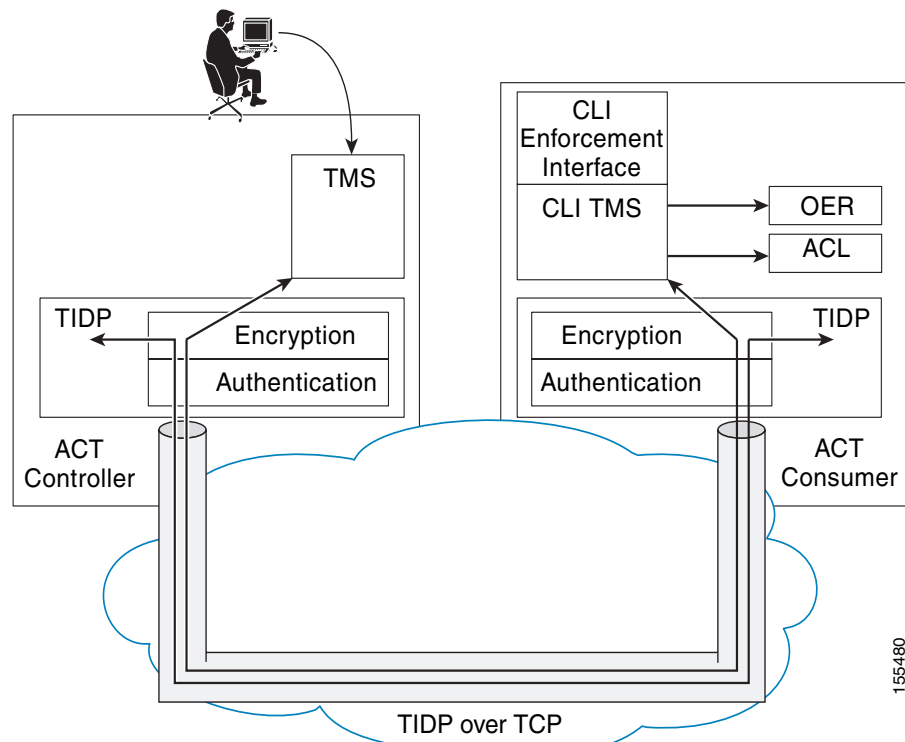 TMS
TIDP
Encryption
Authentication
ACT
Controller
CLI
Enforcement
Interface
CLI TMS
OER
ACL
Encryption
TIDP
Authentication
ACT
Consumer
TIDP over TCP
155480